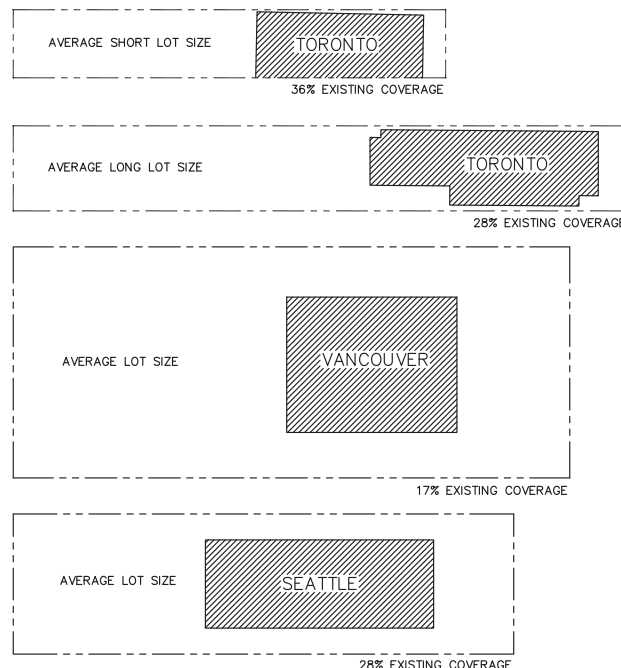 AVERAGE SHORT LOT SIZE
TORONTO
36% EXISTING COVERAGE
AVERAGE LONG LOT SIZE
TORONTO
28% EXISTING COVERAGE
AVERAGE LOT SIZE
VANCOUVER
17% EXISTING COVERAGE
AVERAGE LOT SIZE
SEATTLE
28% EXISTING COVERAGE